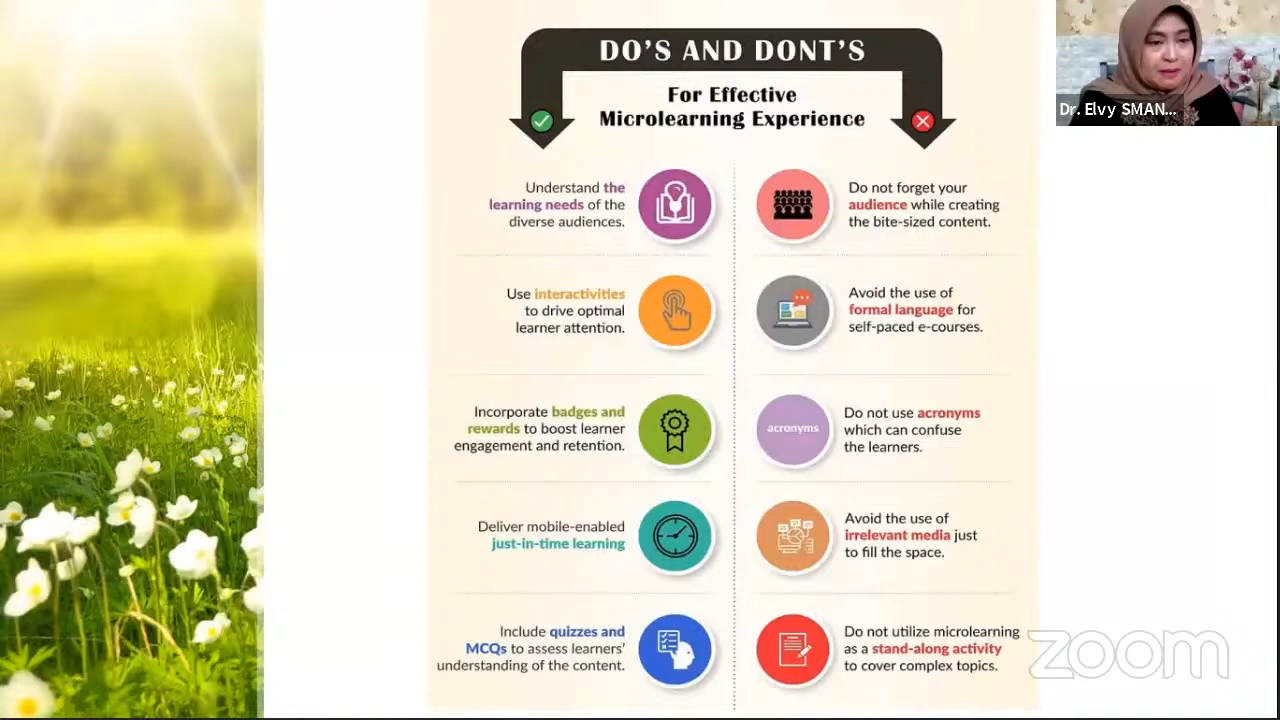 DO'S AND DONT'S
For Effective
Microlearning Experience
Understand the
learning needs of the
diverse audiences.
Do not forget your
audience while creating
the bite-sized content.
Use interactivities
to drive optimal
learner attention.
Avoid the use of
formal language for
self-paced e-courses.
Incorporate badges and
rewards to boost learner
engagement and retention.
acronyms
Do not use acronyms
which can confuse
the learners.
Deliver mobile-enabled
just-in-time learning
Avoid the use of
irrelevant media just
to fill the space.
Include quizzes and
MCQs to assess learners'
understanding of the content.
Do not utilize microlearning
as a stand-along activity
to cover complex topics.
Dr. Elvy SMAN...
zoom